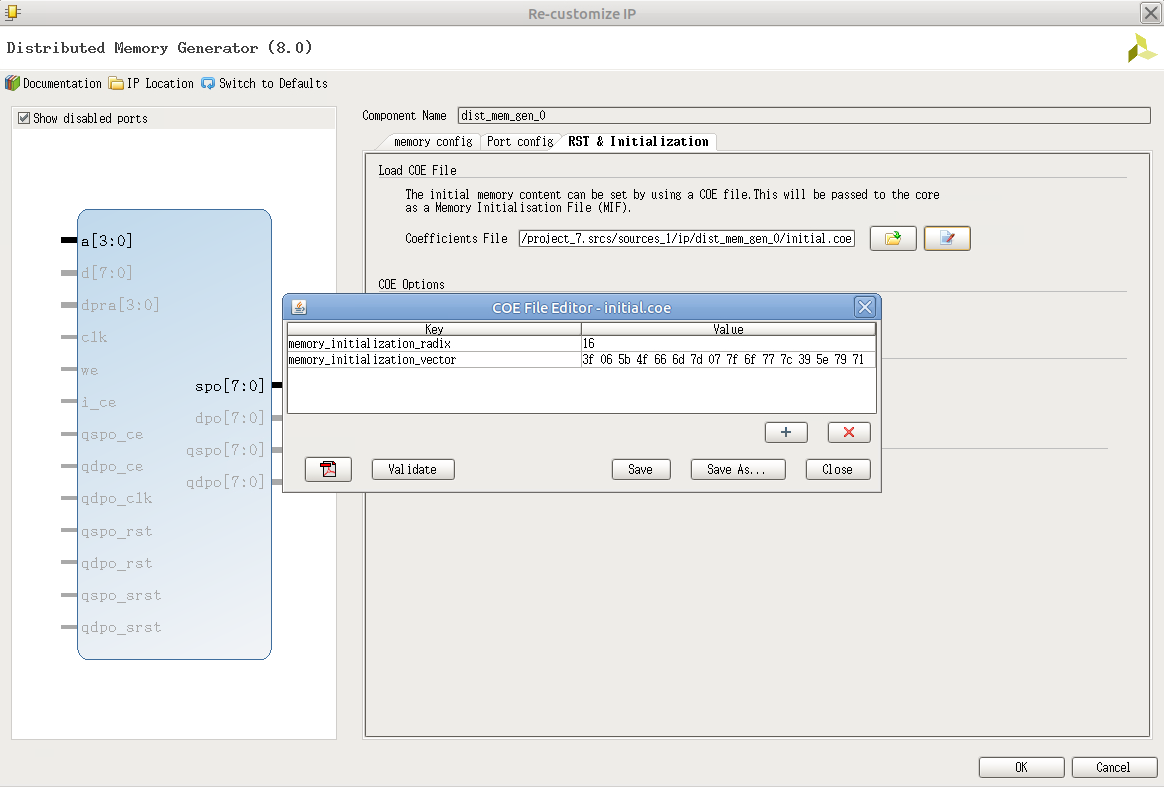 Re-customize IP
Distributed Memory Generator (8.0)
Documentation IP Location Switch to Defaults
Show disabled ports
a[3:0]
d[7:0]
dpra[3:0]
clk
we
i_ce
qspo_ce
qdpo_ce
qdpo_clk
qspo_rst
qdpo_rst
qspo_srst
qdpo_srst
spo[7:0]
dpo[7:0]
qspo[7:0]
qdpo[7:0]
Component Name dist_mem_gen_0
memory config Port config RST & Initialization
Load COE File
The initial memory content can be set by using a COE file.This will be passed to the core
as a Memory Initialisation File (MIF).
Coefficients File /project_7.srcs/sources_1/ip/dist_mem_gen_0/initial.coe
COE Options
COE File Editor - initial.coe
Key Value
memory_initialization_radix 16
memory_initialization_vector 3f 06 5b 4f 66 6d 7d 07 7f 6f 77 7c 39 5e 79 71
Validate Save Save As... Close
OK Cancel